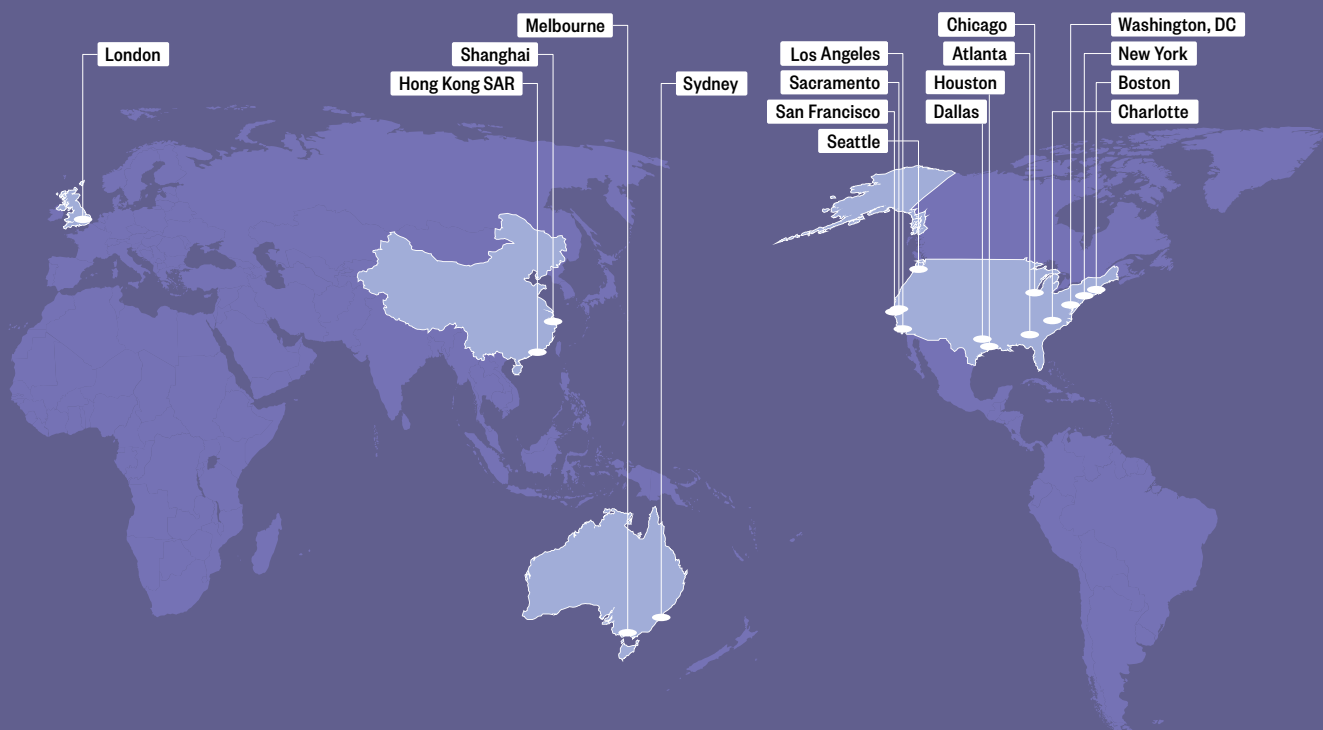 London
Melbourne
Shanghai
Hong Kong SAR
Sydney
Los Angeles
Sacramento
San Francisco
Seattle
Chicago
Atlanta
Houston
Dallas
Washington, DC
New York
Boston
Charlotte